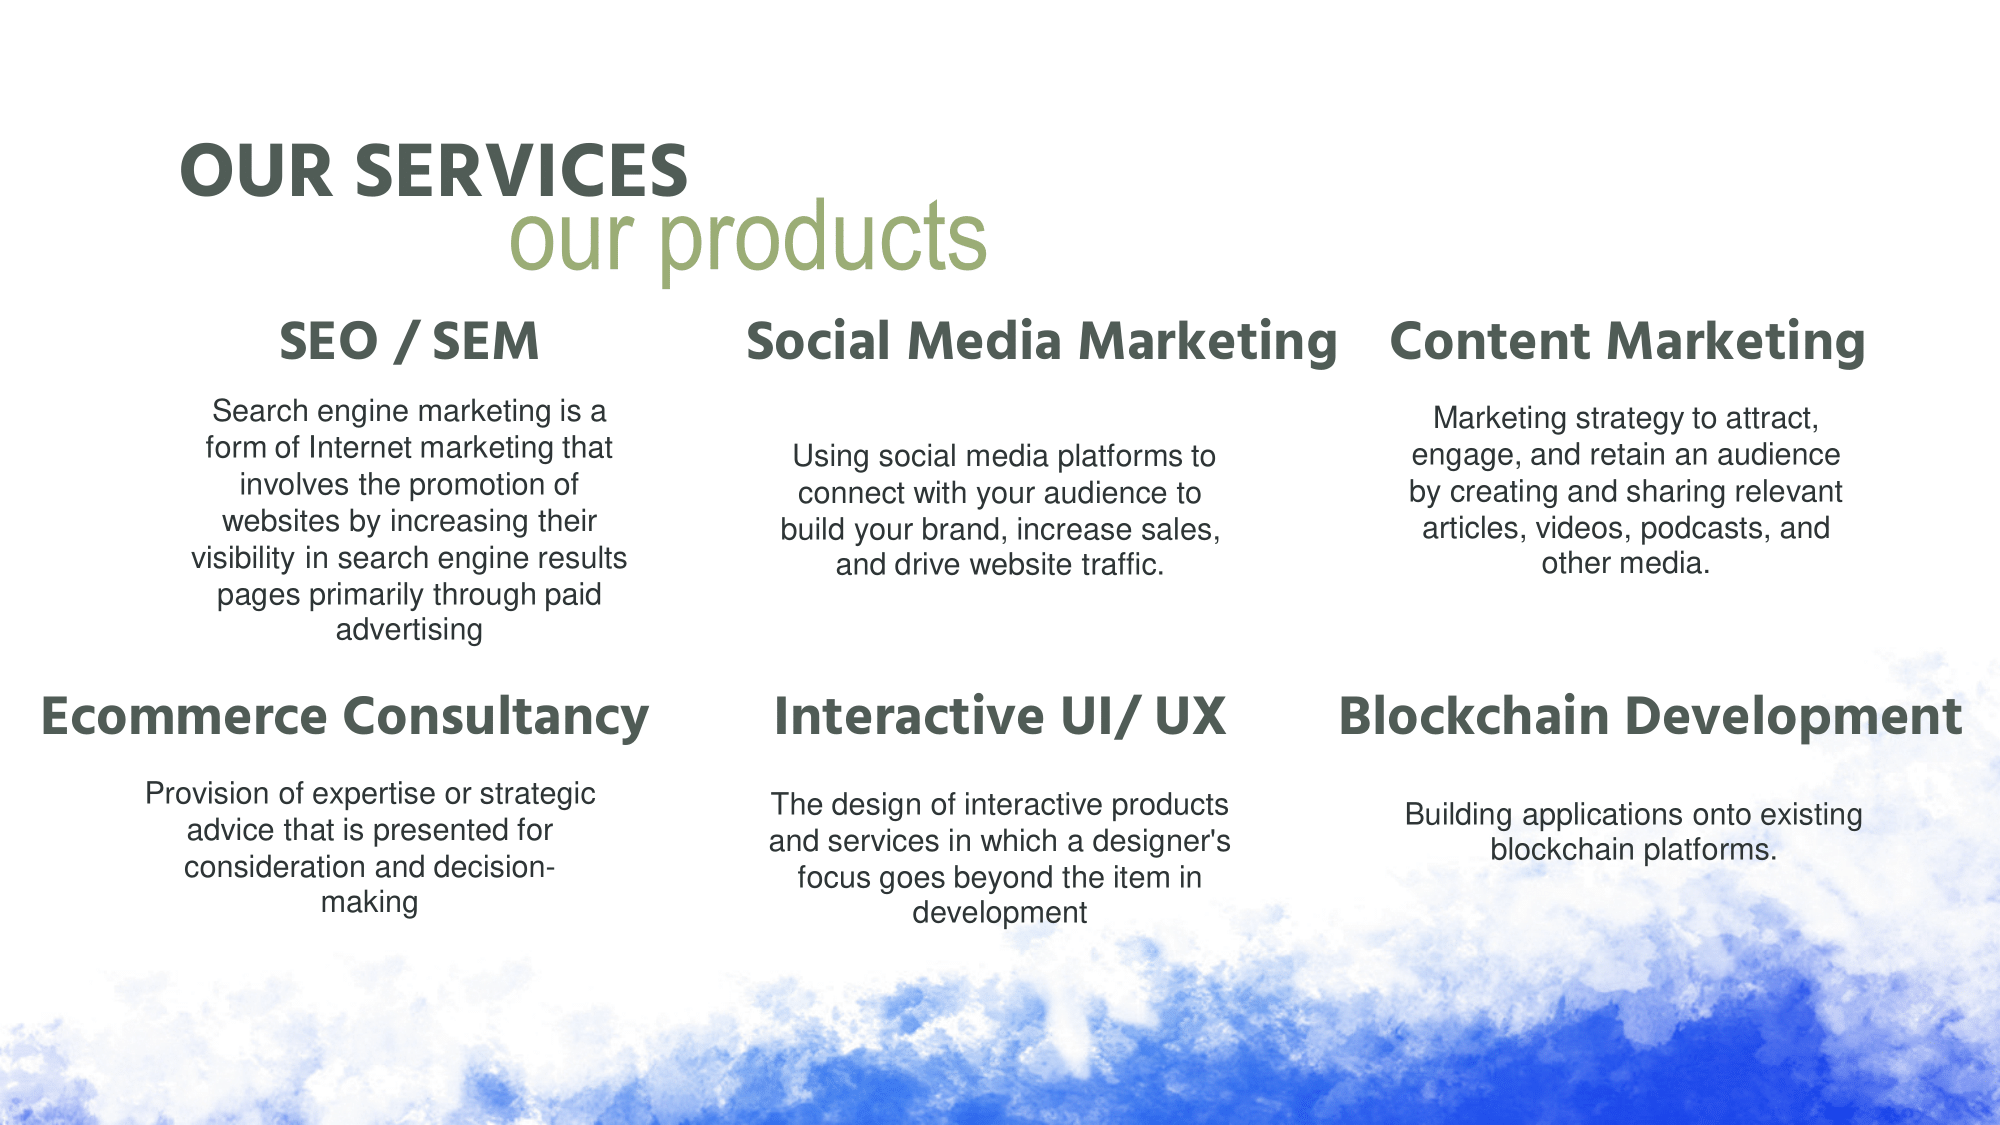 OUR SERVICES
our products
SEO / SEM
Search engine marketing is a
form of Internet marketing that
involves the promotion of
websites by increasing their
visibility in search engine results
pages primarily through paid
advertising
Social Media Marketing
Using social media platforms to
connect with your audience to
build your brand, increase sales,
and drive website traffic.
Content Marketing
Marketing strategy to attract,
engage, and retain an audience
by creating and sharing relevant
articles, videos, podcasts, and
other media.
Ecommerce Consultancy
Provision of expertise or strategic
advice that is presented for
consideration and decision-
making
Interactive UI/ UX
The design of interactive products
and services in which a designer's
focus goes beyond the item in
development
Blockchain Development
Building applications onto existing
blockchain platforms.